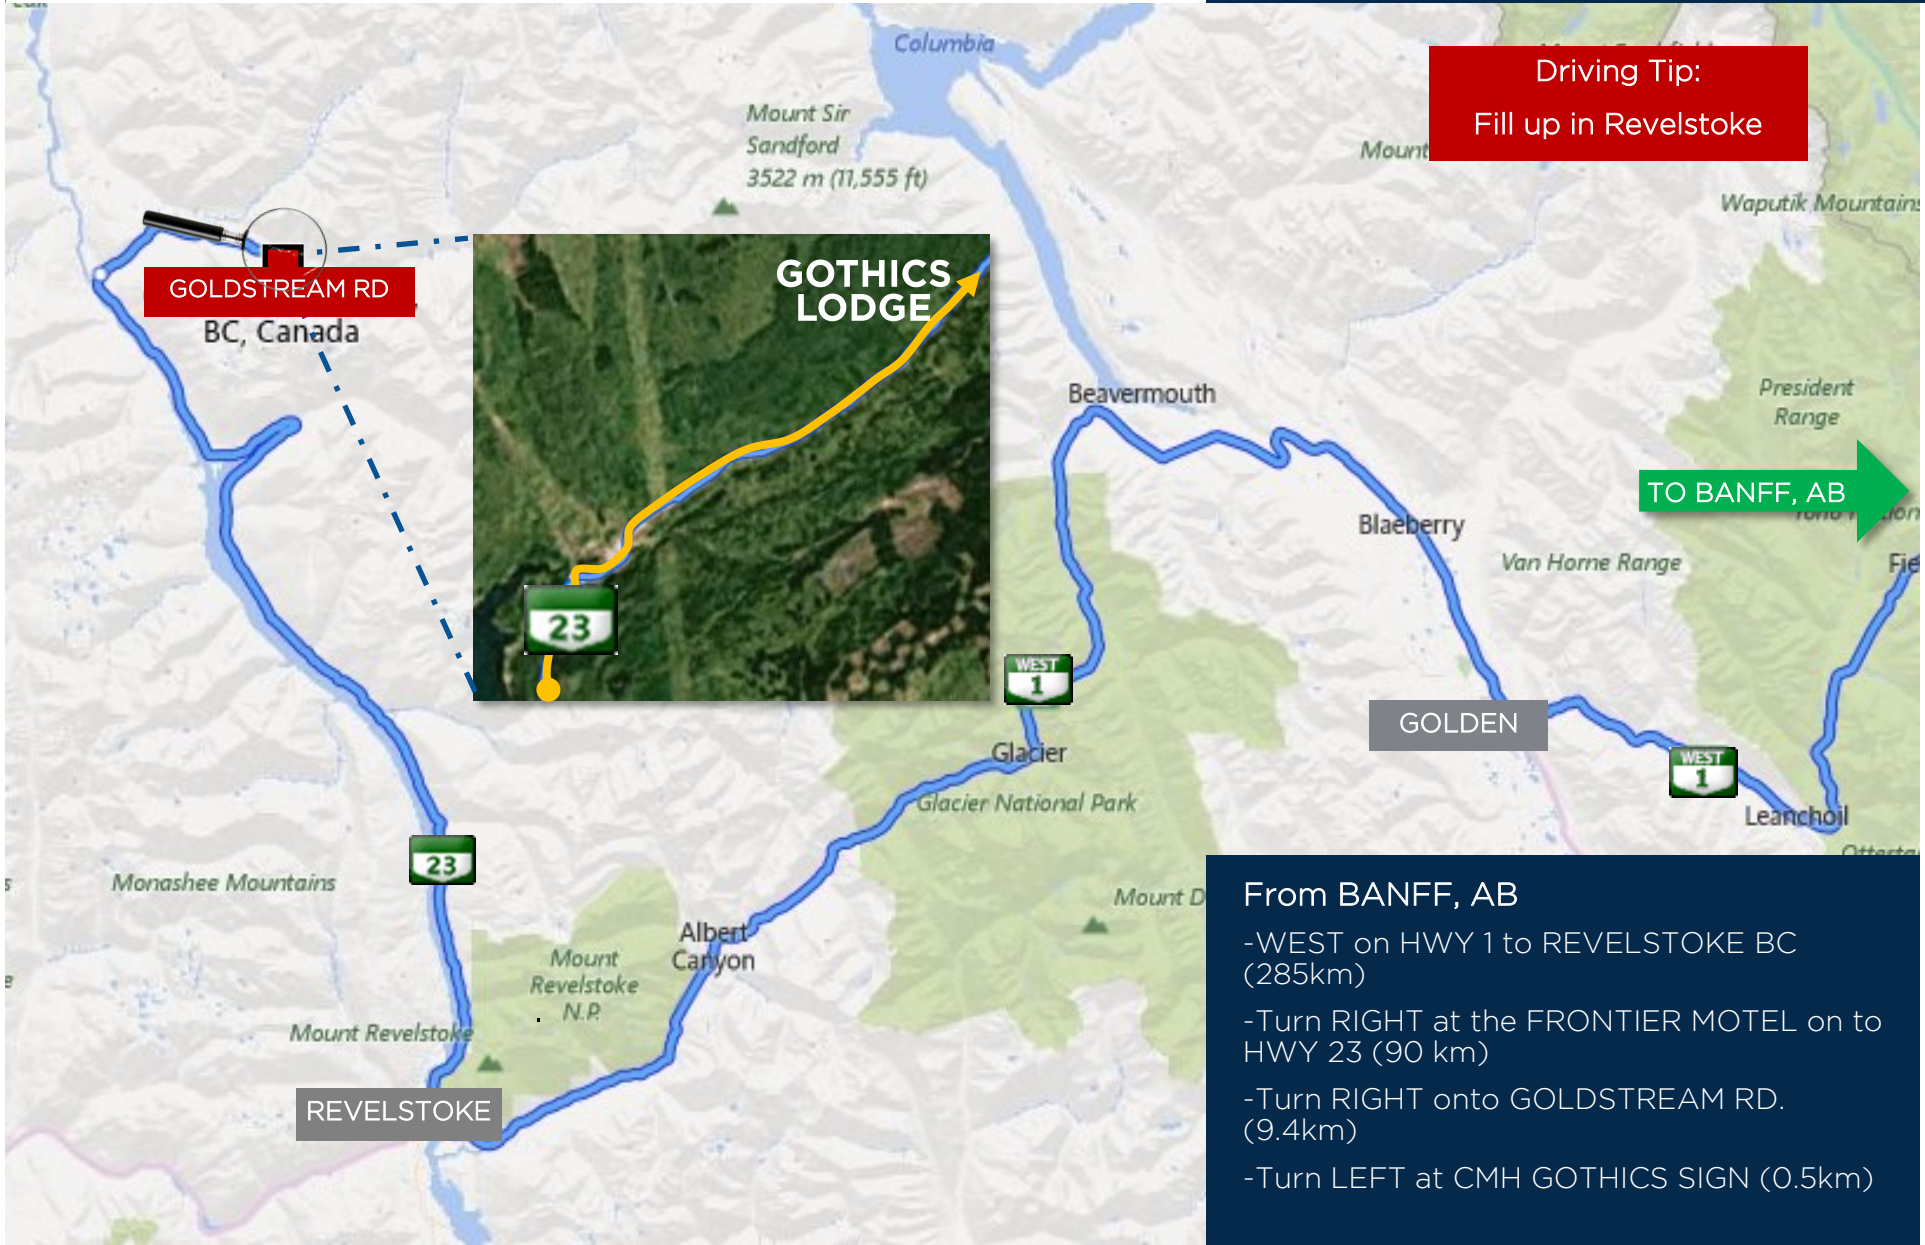 Columbia
Driving Tip:
Fill up in Revelstoke
Mount Sir
Sandford
3522 m (11,555 ft)
Mount
Waputik Mountains
GOLDSTREAM RD
BC, Canada
GOTHICS
LODGE
Beavermouth
President
Range
TO BANFF, AB
Blaeberry
Van Horne Range
Fie
23
WEST
1
GOLDEN
Glacier
WEST
1
Glacier National Park
Leanchoil
23
Monashee Mountains
Mount D
Albert
Canyon
Mount
Revelstoke
N.P.
Mount Revelstoke
REVELSTOKE
From BANFF, AB
-WEST on HWY 1 to REVELSTOKE BC
(285km)
-Turn RIGHT at the FRONTIER MOTEL on to
HWY 23 (90 km)
-Turn RIGHT onto GOLDSTREAM RD.
(9.4km)
-Turn LEFT at CMH GOTHICS SIGN (0.5km)